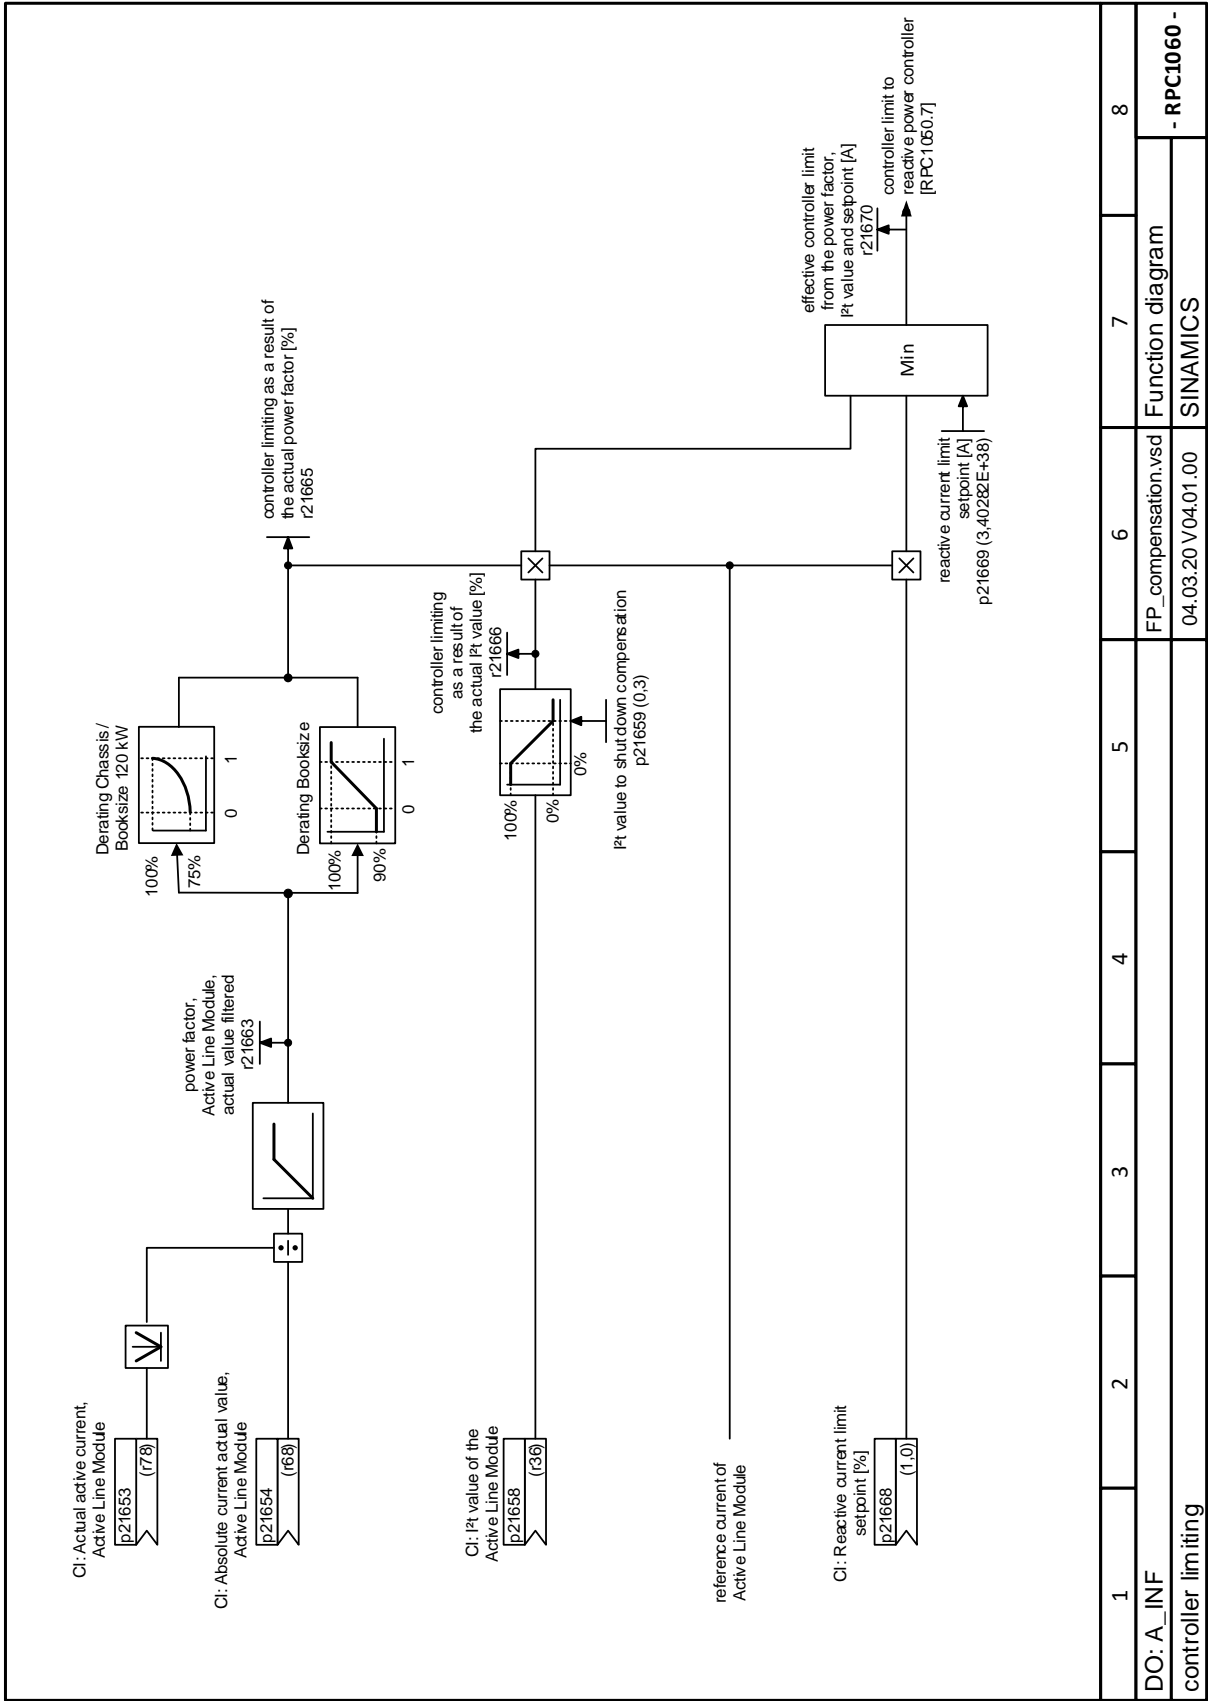 CI: Actual active current,
Active Line Module
p21653
(r78)
CI: Absolute current actual value,
Active Line Module
p21654
(r68)
power factor,
Active Line Module,
actual value filtered
r21663
Derating Chassis/
Booksize 120 kW
100%
75%
0
1
Derating Booksize
100%
90%
0
1
controller limiting as a result of
the actual power factor [%]
r21665
CI: I²t value of the
Active Line Module
p21658
(r36)
100%
0%
0%
controller limiting
as a result of
the actual I²t value [%]
r21666
I²t value to shut down compensation
p21659 (0,3)
reference current of
Active Line Module
CI: Reactive current limit
setpoint [%]
p21668
(1,0)
reactive current limit
setpoint [A]
p21669 (3,40282E+38)
Min
effective controller limit
from the power factor,
I²t value and setpoint [A]
r21670
controller limit to
reactive power controller
[RPC1050.7]
1
2
3
4
5
6
7
8
DO: A_INF
FP_compensation.vsd
Function diagram
- RPC1060 -
controller limiting
04.03.20 V04.01.00
SINAMICS